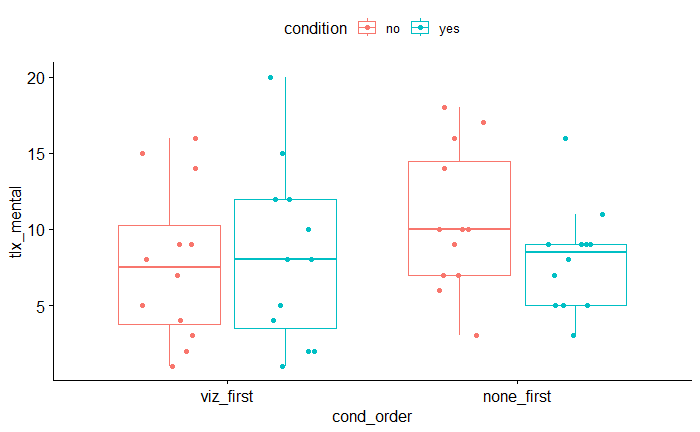 condition no yes
20
15
10
5
tlx_mental
viz_first none_first
cond_order